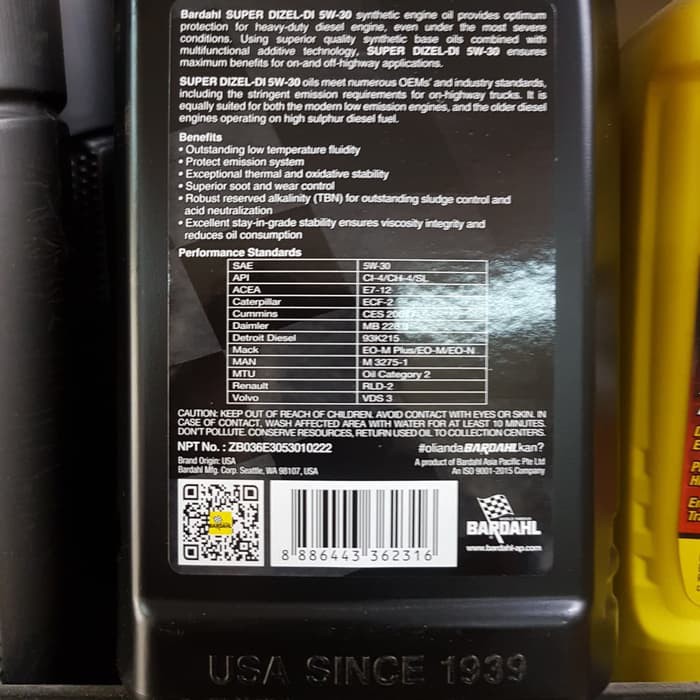 Bardahl SUPER DIZEL-DI 5W-30 synthetic engine oil provides optimum
protection for heavy-duty diesel engine, even under the most severe
conditions. Using superior quality synthetic base oils combined with
multifunctional additive technology, SUPER DIZEL-DI 5W-30 ensures
maximum benefits for on-and off-highway applications.
SUPER DIZEL-DI 5W-30 oils meet numerous OEMs' and industry standards,
including the stringent emission requirements for on-highway trucks. It is
equally suited for both the modern low emission engines, and the older diesel
engines operating on high sulphur diesel fuel.
Benefits
• Outstanding low temperature fluidity
• Protect emission system
• Exceptional thermal and oxidative stability
• Superior soot and wear control
• Robust reserved alkalinity (TBN) for outstanding sludge control and
acid neutralization
• Excellent stay-in-grade stability ensures viscosity integrity and
reduces oil consumption
Performance Standards
SAE 5W-30
API CI-4/CH-4/SL
ACEA E7-12
Caterpillar ECF-2
Cummins CES
Daimler MB
Detroit Diesel 93K215
Mack EO-M Plus/EO-M/EO-N
MAN M 3275-1
MTU Oil Category 2
Renault RLD-2
Volvo VDS 3
CAUTION: KEEP OUT OF REACH OF CHILDREN. AVOID CONTACT WITH EYES OR SKIN. IN
CASE OF CONTACT, WASH AFFECTED AREA WITH WATER FOR AT LEAST 10 MINUTES.
DON'T POLLUTE. CONSERVE RESOURCES, RETURN USED OIL TO COLLECTION CENTERS.
NPT No. : ZB036E3053010222 #oliandaBARDAHLkan?
Brand Origin: USA A product of Bardahl Asia Pacific Pte Ltd
Bardahl Mfg. Corp. Seattle, WA 98107, USA An ISO 9001-2015 Company
BARDAHL
8 886443 362316
BARDAHL
www.bardahl-ap.com
USA SINCE 1939